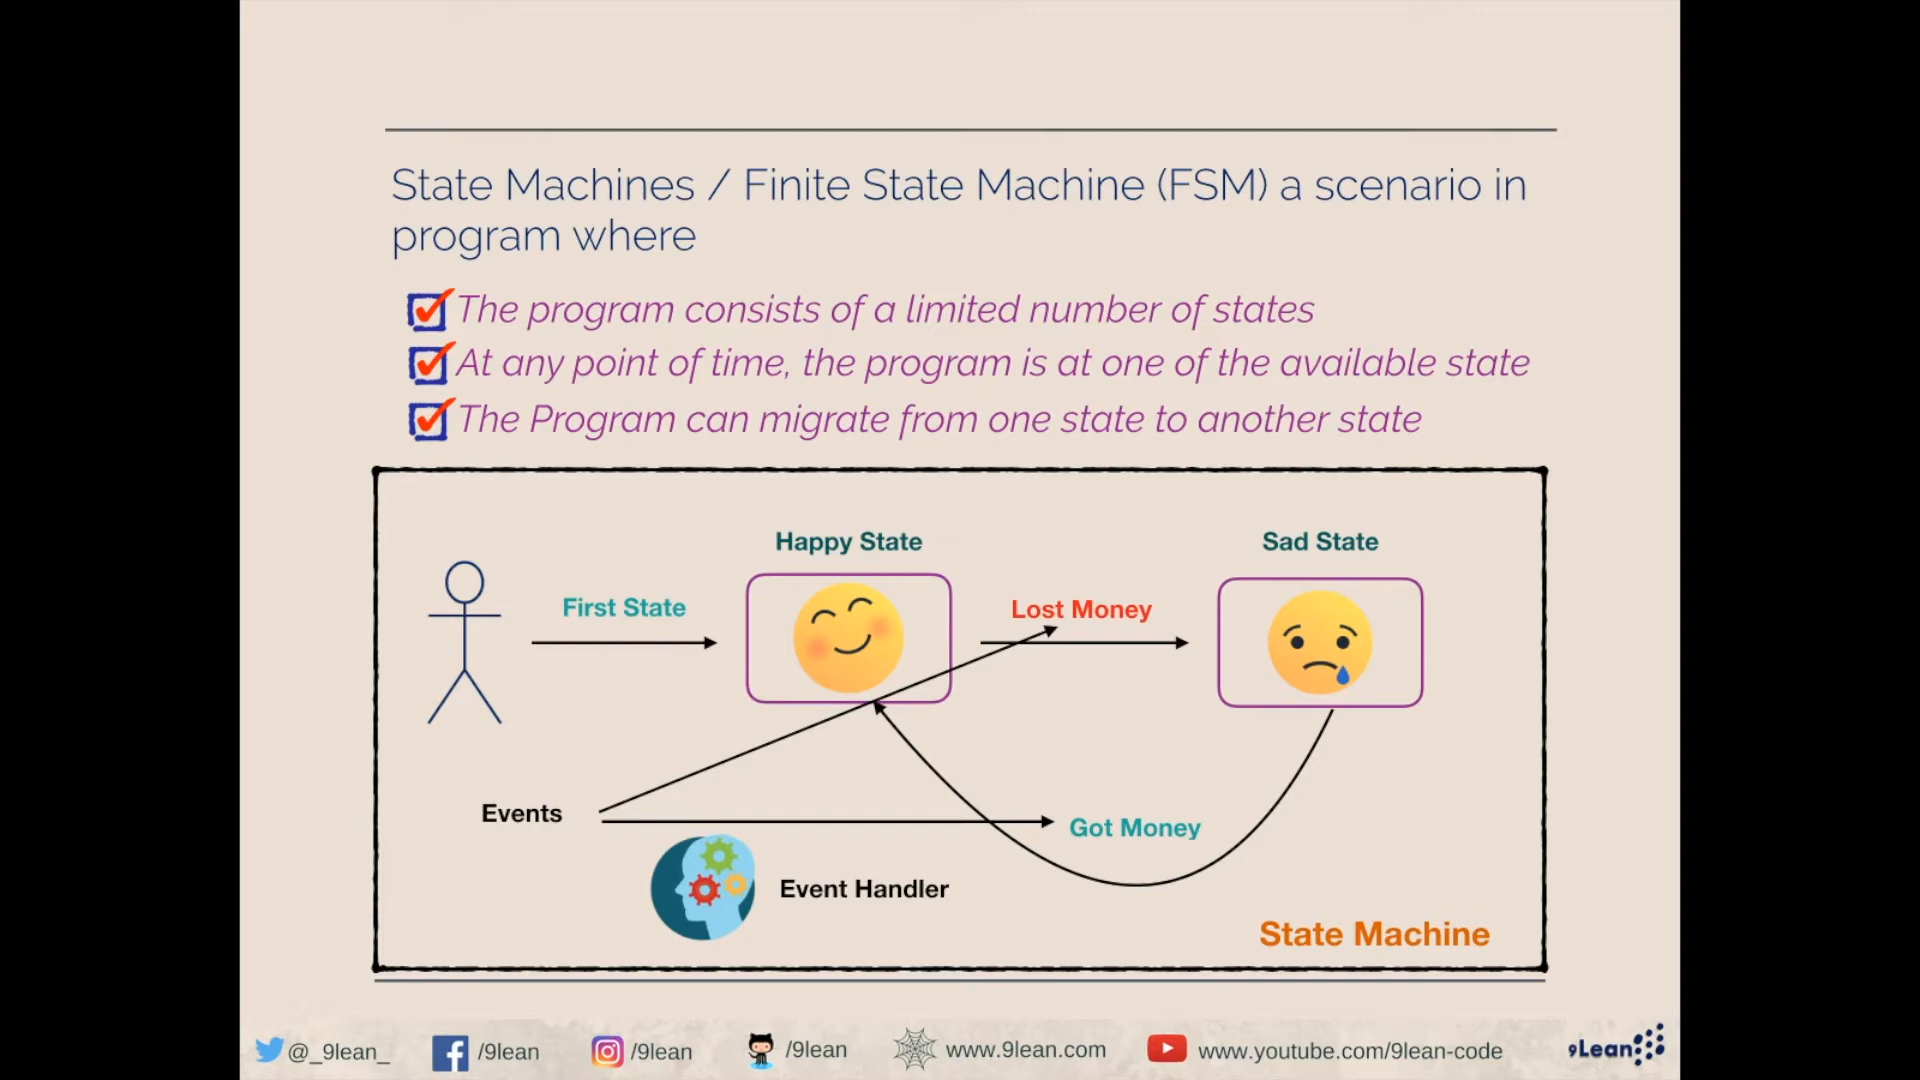 State Machines / Finite State Machine (FSM) a scenario in
program where
The program consists of a limited number of states
At any point of time, the program is at one of the available state
The Program can migrate from one state to another state
Happy State
Sad State
First State
Lost Money
Events
Got Money
Event Handler
State Machine
@_9lean_
/9lean
/9lean
/9lean
www.9lean.com
www.youtube.com/9lean-code
9Lean